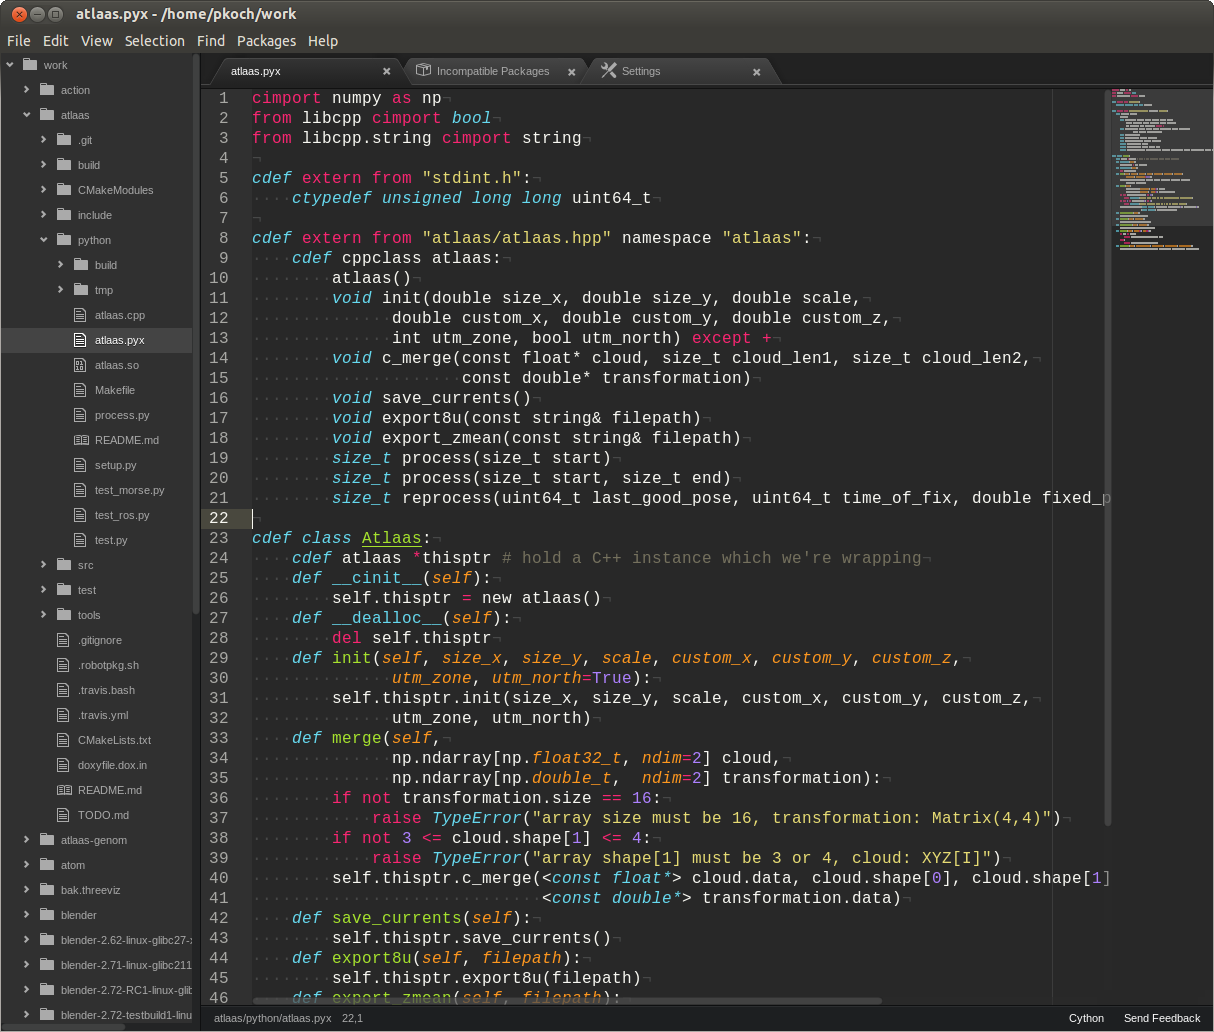 atlaas.pyx - /home/pkoch/work
File Edit View Selection Find Packages Help
work
action
atlaas
.git
build
CMakeModules
include
python
build
tmp
atlaas.cpp
atlaas.pyx
atlaas.so
Makefile
process.py
README.md
setup.py
test_morse.py
test_ros.py
test.py
src
test
tools
.gitignore
.robotpkg.sh
.travis.bash
.travis.yml
CMakeLists.txt
doxyfile.dox.in
README.md
TODO.md
atlaas-genom
atom
bak.threeviz
blender
blender-2.62-linux-glibc27-
blender-2.71-linux-glibc211
blender-2.72-RC1-linux-glib
blender-2.72-testbuild1-linu
atlaas.pyx Incompatible Packages Settings
1 cimport numpy as np¬
2 from libcpp cimport bool¬
3 from libcpp.string cimport string¬
4 ¬
5 cdef extern from "stdint.h":¬
6 ····ctypedef unsigned long long uint64_t¬
7 ¬
8 cdef extern from "atlaas/atlaas.hpp" namespace "atlaas":¬
9 ····cdef cppclass atlaas:¬
10 ········atlaas()¬
11 ········void init(double size_x, double size_y, double scale,¬
12 ··············double custom_x, double custom_y, double custom_z,¬
13 ··············int utm_zone, bool utm_north) except +¬
14 ········void c_merge(const float* cloud, size_t cloud_len1, size_t cloud_len2,¬
15 ·····················const double* transformation)¬
16 ········void save_currents()¬
17 ········void export8u(const string& filepath)¬
18 ········void export_zmean(const string& filepath)¬
19 ········size_t process(size_t start)¬
20 ········size_t process(size_t start, size_t end)¬
21 ········size_t reprocess(uint64_t last_good_pose, uint64_t time_of_fix, double fixed_p
22 ¬
23 cdef class Atlaas:¬
24 ····cdef atlaas *thisptr # hold a C++ instance which we're wrapping¬
25 ····def __cinit__(self):¬
26 ········self.thisptr = new atlaas()¬
27 ····def __dealloc__(self):¬
28 ········del self.thisptr¬
29 ····def init(self, size_x, size_y, scale, custom_x, custom_y, custom_z,¬
30 ··············utm_zone, utm_north=True):¬
31 ········self.thisptr.init(size_x, size_y, scale, custom_x, custom_y, custom_z,¬
32 ··············utm_zone, utm_north)¬
33 ····def merge(self,¬
34 ··············np.ndarray[np.float32_t, ndim=2] cloud,¬
35 ··············np.ndarray[np.double_t,  ndim=2] transformation):¬
36 ········if not transformation.size == 16:¬
37 ············raise TypeError("array size must be 16, transformation: Matrix(4,4)")¬
38 ········if not 3 <= cloud.shape[1] <= 4:¬
39 ············raise TypeError("array shape[1] must be 3 or 4, cloud: XYZ[I]")¬
40 ········self.thisptr.c_merge(<const float*> cloud.data, cloud.shape[0], cloud.shape[1]
41 ·····························<const double*> transformation.data)¬
42 ····def save_currents(self):¬
43 ········self.thisptr.save_currents()¬
44 ····def export8u(self, filepath):¬
45 ········self.thisptr.export8u(filepath)¬
46 ····def export_zmean(self, filepath):¬
atlaas/python/atlaas.pyx 22,1 Cython Send Feedback